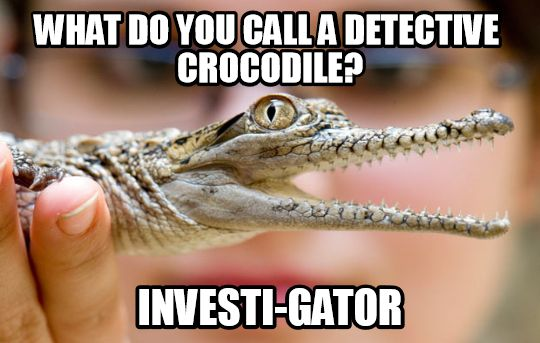 WHAT DO YOU CALL A DETECTIVE
CROCODILE?
INVESTI-GATOR